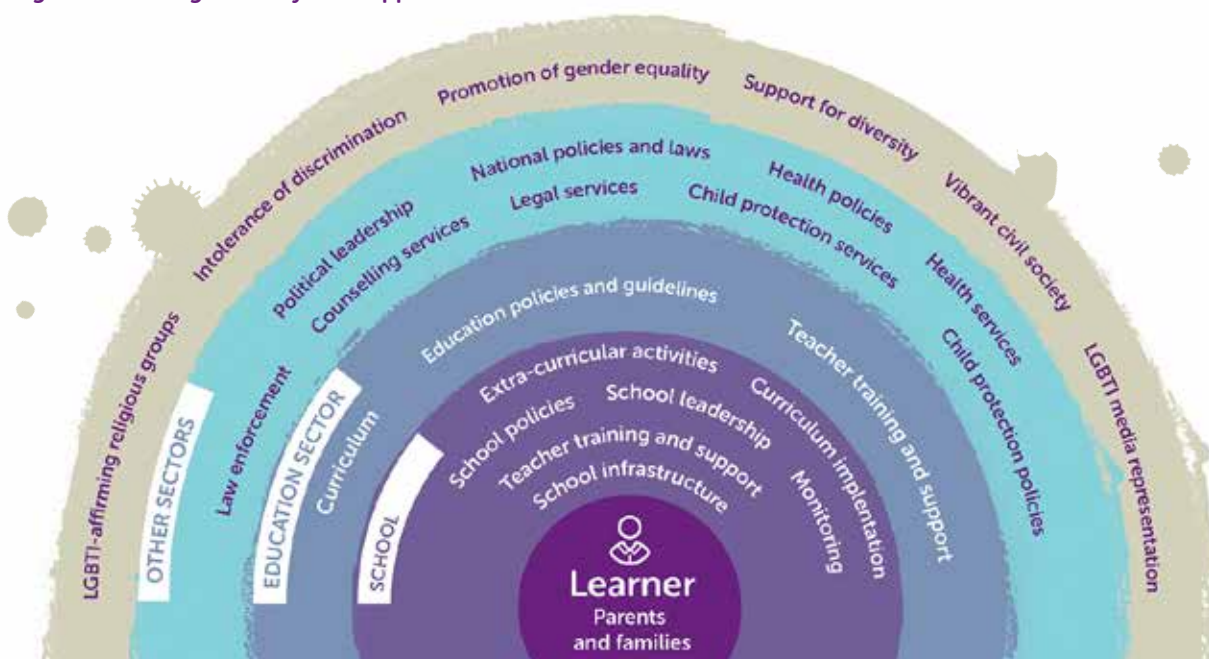 LGBTI-affirming religious groups
Intolerance of discrimination
Promotion of gender equality
Support for diversity
Vibrant civil society
LGBTI media representation
OTHER SECTORS
Law enforcement
Political leadership
Counselling services
National policies and laws
Legal services
Health policies
Child protection services
Health services
Child protection policies
EDUCATION SECTOR
Curriculum
Education policies and guidelines
Teacher training and support
SCHOOL
School policies
Extra-curricular activities
School leadership
Teacher training and support
School infrastructure
Curriculum implentation
Monitoring
Learner
Parents
and families